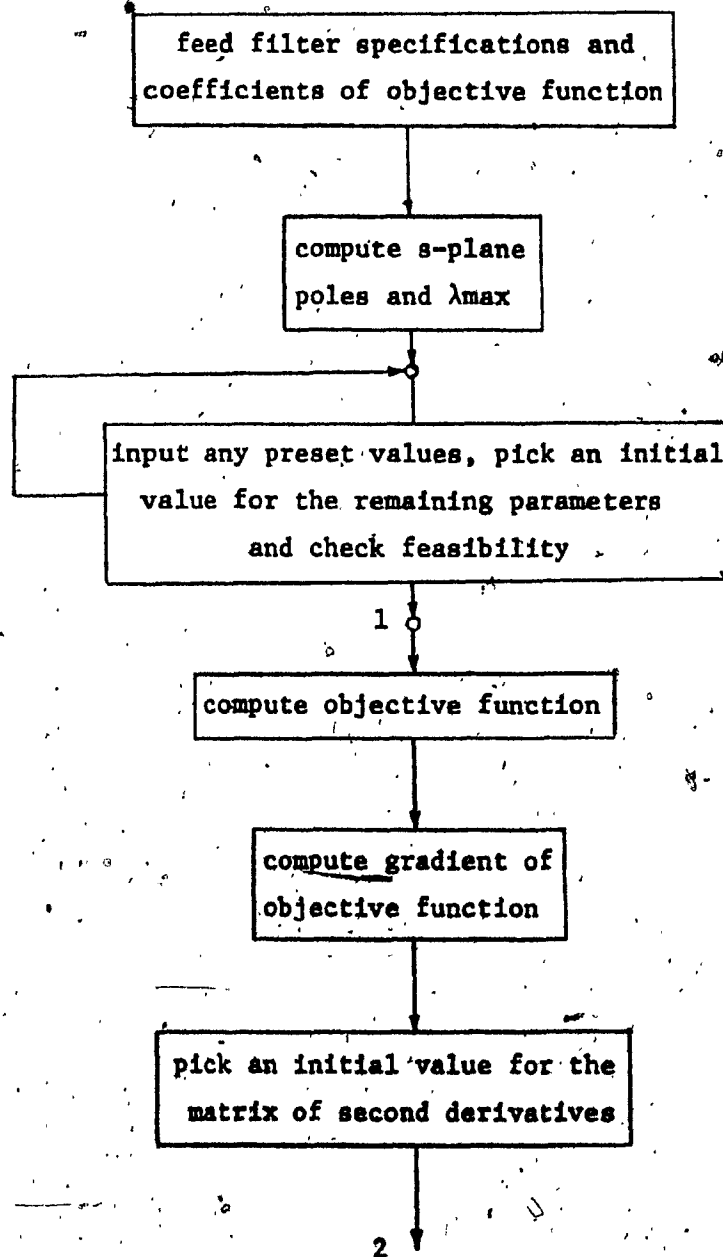 feed filter specifications and
coefficients of objective function
compute s-plane
poles and λmax
input any preset values, pick an initial
value for the remaining parameters
and check feasibility
1
compute objective function
compute gradient of
objective function
pick an initial value for the
matrix of second derivatives
2